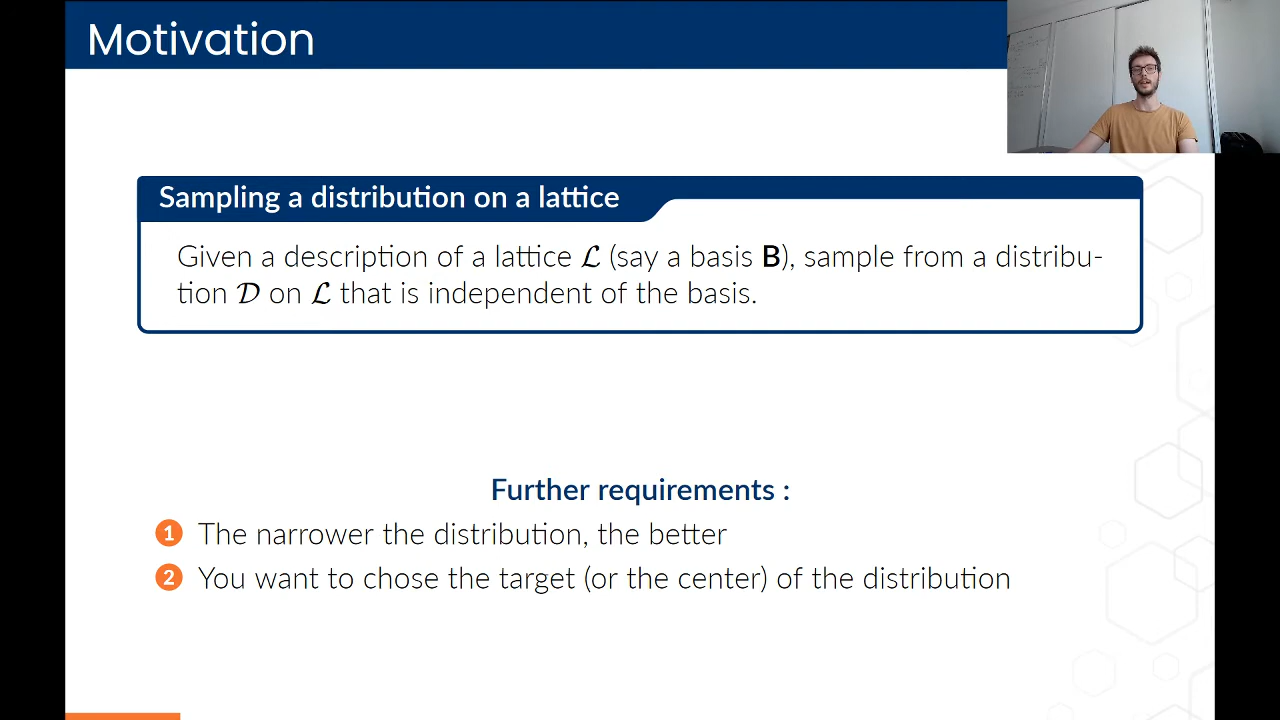 Motivation
Sampling a distribution on a lattice
Given a description of a lattice ℒ (say a basis B), sample from a distribu-
tion 𝒟 on ℒ that is independent of the basis.
Further requirements :
1 The narrower the distribution, the better
2 You want to chose the target (or the center) of the distribution